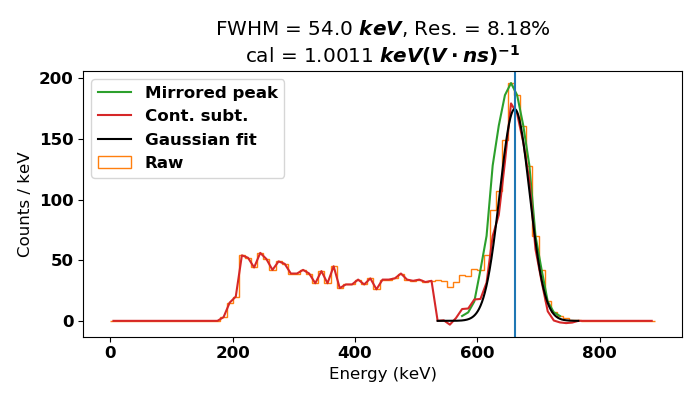 FWHM = 54.0 keV, Res. = 8.18%
cal = 1.0011 keV(V · ns)⁻¹
Mirrored peak
Cont. subt.
Gaussian fit
Raw
Counts / keV
200
150
100
50
0
0 200 400 600 800
Energy (keV)